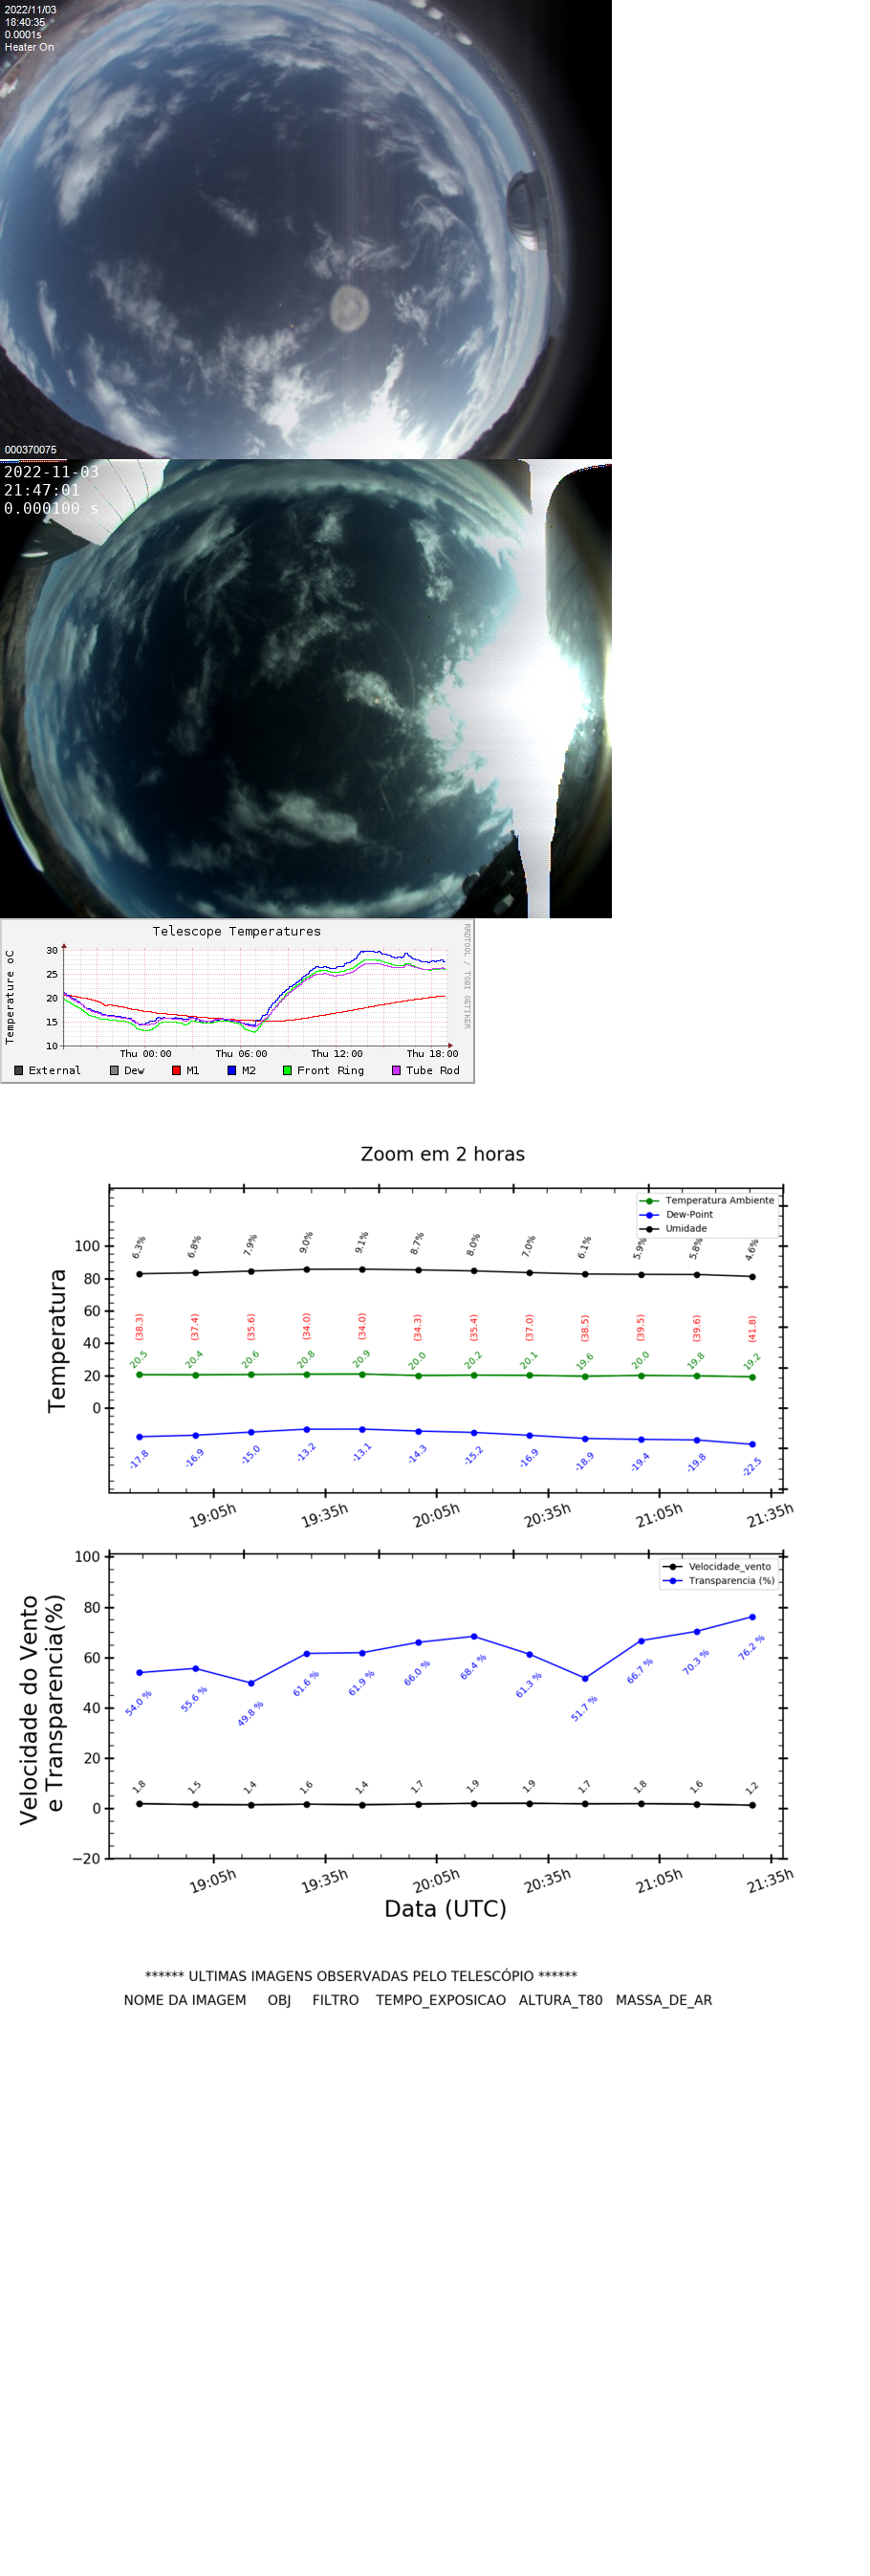 2022/11/03
18:40:35
0.0001s
Heater On
000370075
2022-11-03
21:47:01
0.000100 s
Telescope Temperatures
Temperature oC
30
25
20
15
10
Thu 00:00 Thu 06:00 Thu 12:00 Thu 18:00
External Dew M1 M2 Front Ring Tube Rod
RRDTOOL / TOBI OETIKER
Zoom em 2 horas
Temperatura
100
80
60
40
20
0
Temperatura Ambiente
Dew-Point
Umidade
6.3% 6.8% 7.9% 9.0% 9.1% 8.7% 8.0% 7.0% 6.1% 5.9% 5.8% 4.6%
(38.3) (37.4) (35.6) (34.0) (34.0) (34.3) (35.4) (37.0) (38.5) (39.5) (39.6) (41.8)
20.5 20.4 20.6 20.8 20.9 20.0 20.2 20.1 19.6 20.0 19.8 19.2
-17.8 -16.9 -15.0 -13.2 -13.1 -14.3 -15.2 -16.9 -18.9 -19.4 -19.8 -22.5
19:05h 19:35h 20:05h 20:35h 21:05h 21:35h
Velocidade do Vento
e Transparencia(%)
100
80
60
40
20
0
−20
Velocidade_vento
Transparencia (%)
54.0 % 55.6 % 49.8 % 61.6 % 61.9 % 66.0 % 68.4 % 61.3 % 51.7 % 66.7 % 70.3 % 76.2 %
1.8 1.5 1.4 1.6 1.4 1.7 1.9 1.9 1.7 1.8 1.6 1.2
19:05h 19:35h 20:05h 20:35h 21:05h 21:35h
Data (UTC)
****** ULTIMAS IMAGENS OBSERVADAS PELO TELESCÓPIO ******
NOME DA IMAGEM OBJ FILTRO TEMPO_EXPOSICAO ALTURA_T80 MASSA_DE_AR